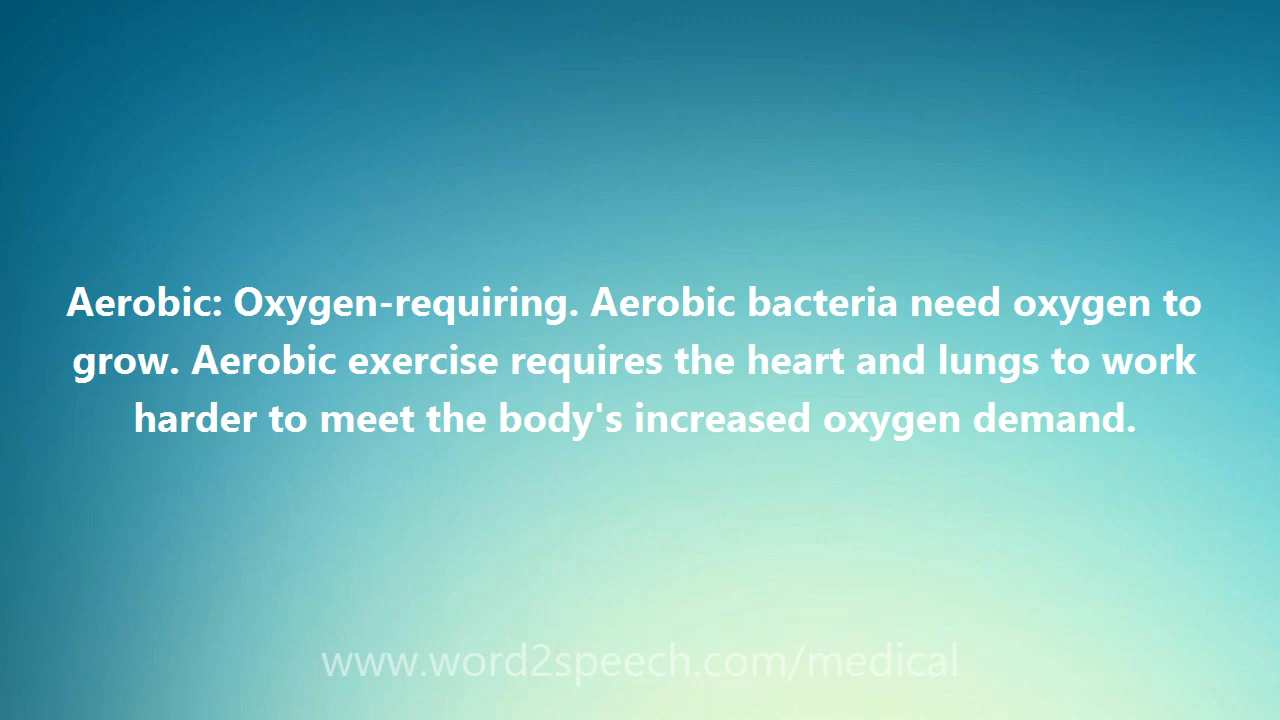 Aerobic: Oxygen-requiring. Aerobic bacteria need oxygen to
grow. Aerobic exercise requires the heart and lungs to work
harder to meet the body's increased oxygen demand.
www.word2speech.com/medical